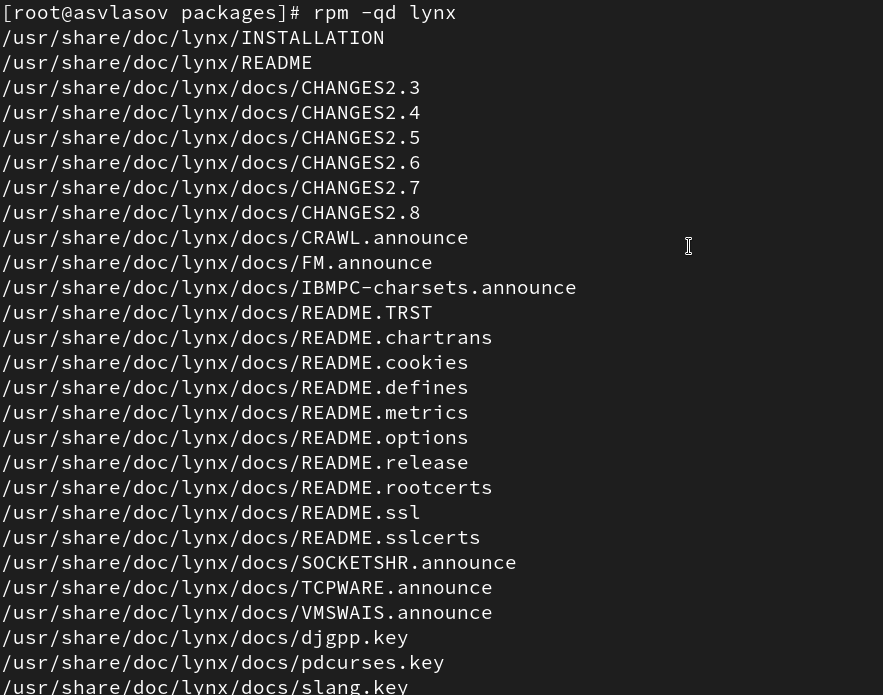 [root@asvlasov packages]# rpm -qd lynx
/usr/share/doc/lynx/INSTALLATION
/usr/share/doc/lynx/README
/usr/share/doc/lynx/docs/CHANGES2.3
/usr/share/doc/lynx/docs/CHANGES2.4
/usr/share/doc/lynx/docs/CHANGES2.5
/usr/share/doc/lynx/docs/CHANGES2.6
/usr/share/doc/lynx/docs/CHANGES2.7
/usr/share/doc/lynx/docs/CHANGES2.8
/usr/share/doc/lynx/docs/CRAWL.announce
/usr/share/doc/lynx/docs/FM.announce
/usr/share/doc/lynx/docs/IBMPC-charsets.announce
/usr/share/doc/lynx/docs/README.TRST
/usr/share/doc/lynx/docs/README.chartrans
/usr/share/doc/lynx/docs/README.cookies
/usr/share/doc/lynx/docs/README.defines
/usr/share/doc/lynx/docs/README.metrics
/usr/share/doc/lynx/docs/README.options
/usr/share/doc/lynx/docs/README.release
/usr/share/doc/lynx/docs/README.rootcerts
/usr/share/doc/lynx/docs/README.ssl
/usr/share/doc/lynx/docs/README.sslcerts
/usr/share/doc/lynx/docs/SOCKETSHR.announce
/usr/share/doc/lynx/docs/TCPWARE.announce
/usr/share/doc/lynx/docs/VMSWAIS.announce
/usr/share/doc/lynx/docs/djgpp.key
/usr/share/doc/lynx/docs/pdcurses.key
/usr/share/doc/lynx/docs/slang.key